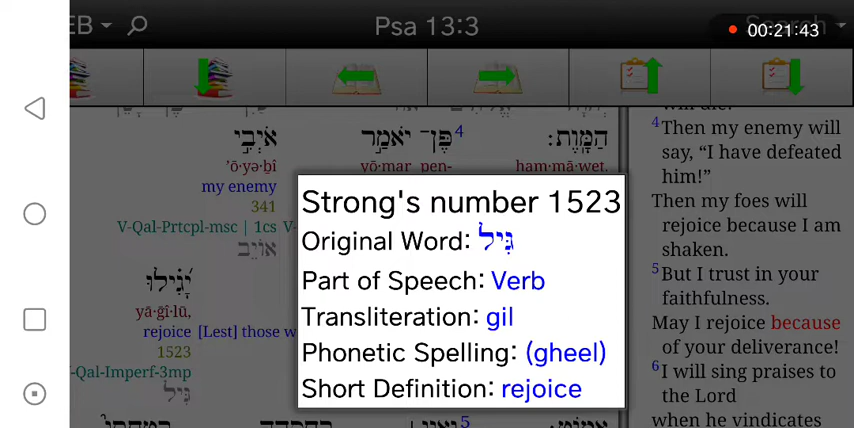 EB Psa 13:3 Search
00:21:43
הַמָּֽוֶת׃ 4 פֶּן־ יֹאמַ֣ר אֹיְבִ֣י
’ō·yə·ḇî yō·mar pen- ham·mā·wet.
my enemy
341
V-Qal-Prtcpl-msc | 1cs V-
אוֹיֵב
יָ֝גִ֗ילוּ
yā·ḡî·lū,
rejoice [Lest] those w
1523
-Qal-Imperf-3mp
גִּיל
Strong's number 1523
Original Word: גִּיל
Part of Speech: Verb
Transliteration: gil
Phonetic Spelling: (gheel)
Short Definition: rejoice
4Then my enemy will
say, “I have defeated
him!”
Then my foes will
rejoice because I am
shaken.
5But I trust in your
faithfulness.
May I rejoice because
of your deliverance!
6I will sing praises to
the Lord
when he vindicates